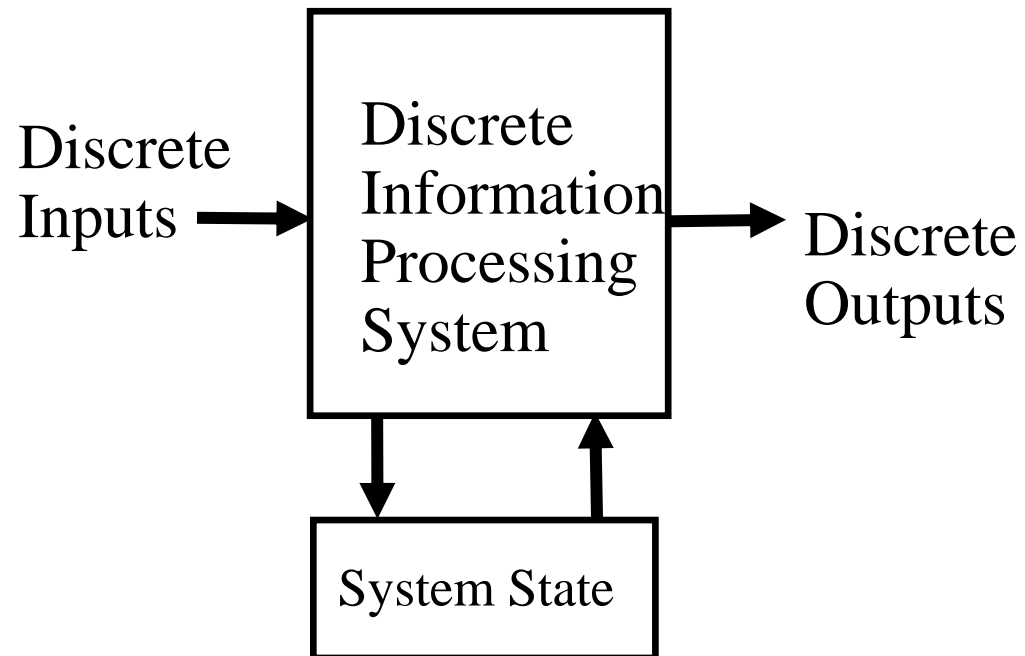 Discrete
Inputs
Discrete
Information
Processing
System
Discrete
Outputs
System State